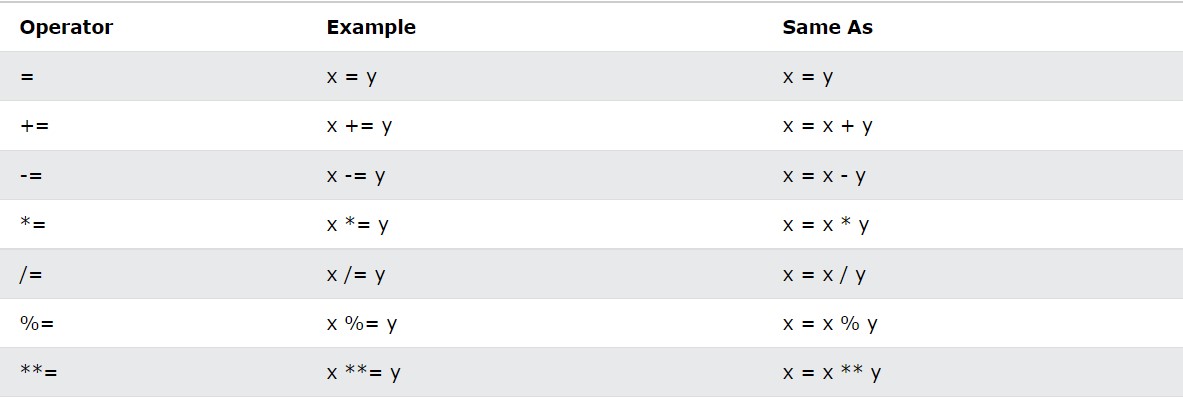 Operator Example Same As
= x = y x = y
+= x += y x = x + y
-= x -= y x = x - y
*= x *= y x = x * y
/= x /= y x = x / y
%= x %= y x = x % y
**= x **= y x = x ** y